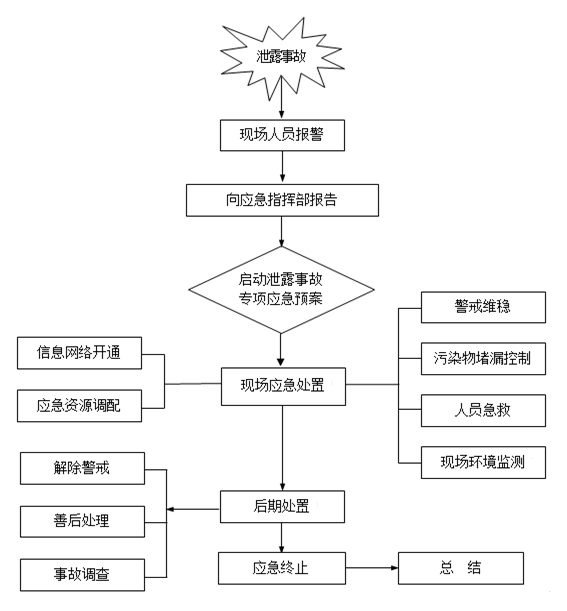 泄露事故
现场人员报警
向应急指挥部报告
启动泄露事故
专项应急预案
警戒维稳
信息网络开通
污染物堵漏控制
现场应急处置
应急资源调配
人员急救
现场环境监测
解除警戒
后期处置
善后处理
应急终止
总 结
事故调查